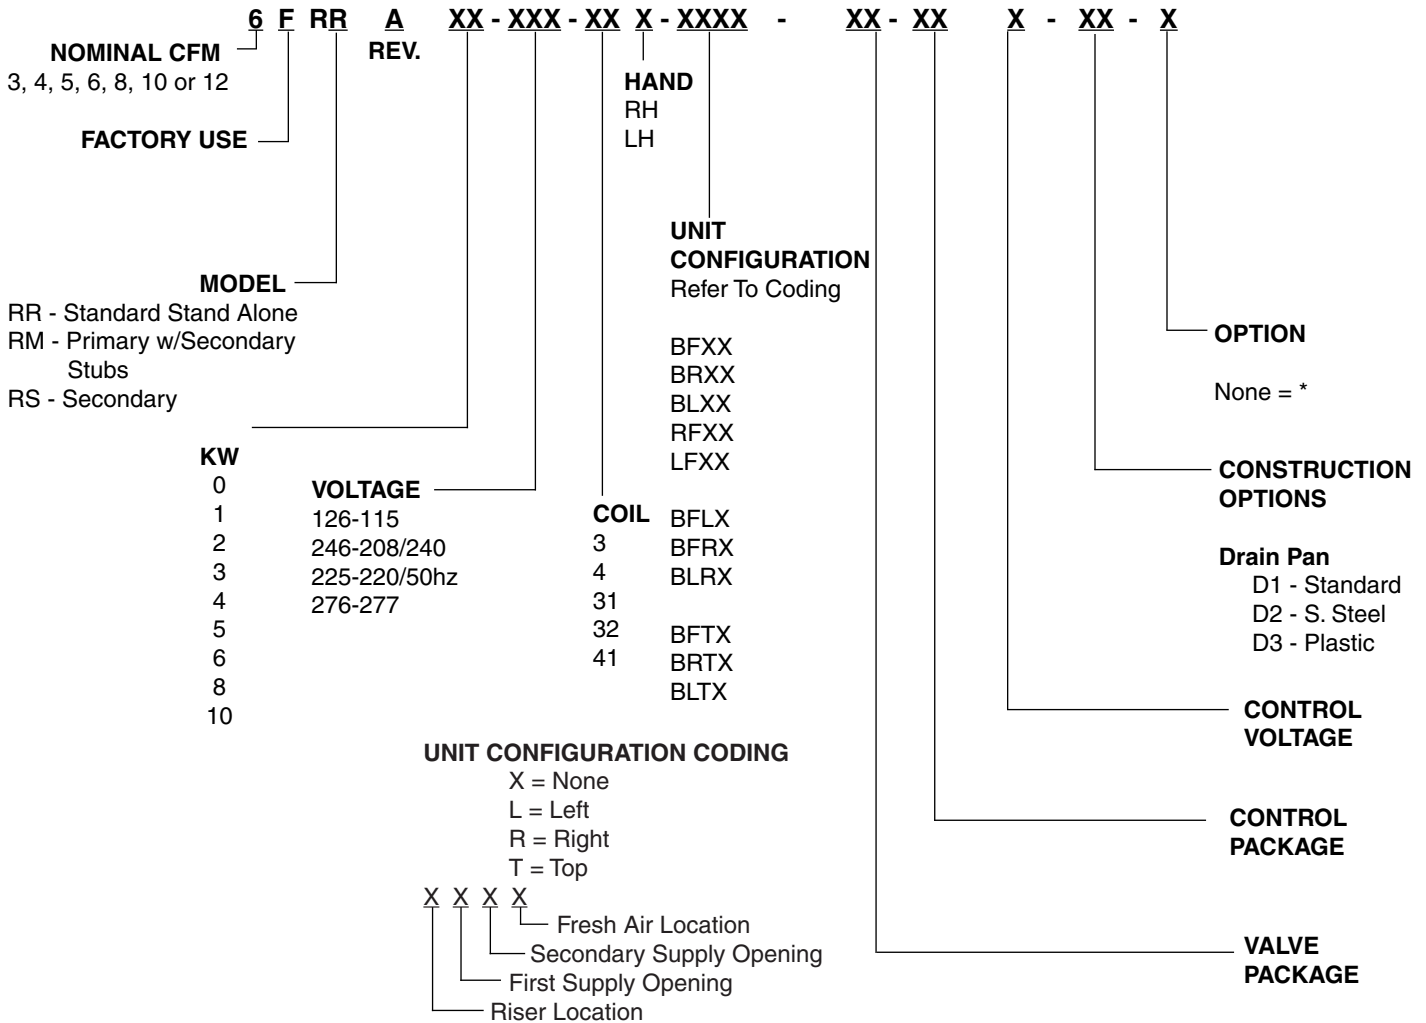 6 F RR A XX - XXX - XX X - XXXX - XX - XX X - XX - X
NOMINAL CFM
3, 4, 5, 6, 8, 10 or 12
REV.
FACTORY USE
HAND
RH
LH
MODEL
RR - Standard Stand Alone
RM - Primary w/Secondary
Stubs
RS - Secondary
KW
0
1
2
3
4
5
6
8
10
VOLTAGE
126-115
246-208/240
225-220/50hz
276-277
COIL
3
4
31
32
41
UNIT
CONFIGURATION
Refer To Coding
BFXX
BRXX
BLXX
RFXX
LFXX
BFLX
BFRX
BLRX
BFTX
BRTX
BLTX
OPTION
None = *
CONSTRUCTION
OPTIONS
Drain Pan
D1 - Standard
D2 - S. Steel
D3 - Plastic
CONTROL
VOLTAGE
CONTROL
PACKAGE
VALVE
PACKAGE
UNIT CONFIGURATION CODING
X = None
L = Left
R = Right
T = Top
X X X X
Fresh Air Location
Secondary Supply Opening
First Supply Opening
Riser Location